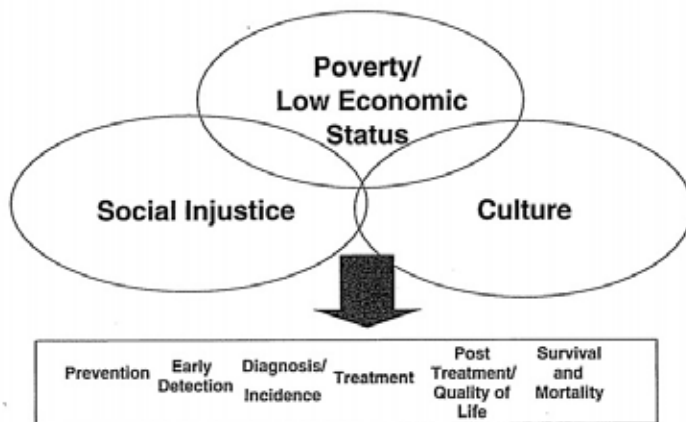 Poverty/
Low Economic
Status
Social Injustice
Culture
Prevention
Early
Detection
Diagnosis/
Incidence
Treatment
Post
Treatment/
Quality of
Life
Survival
and
Mortality